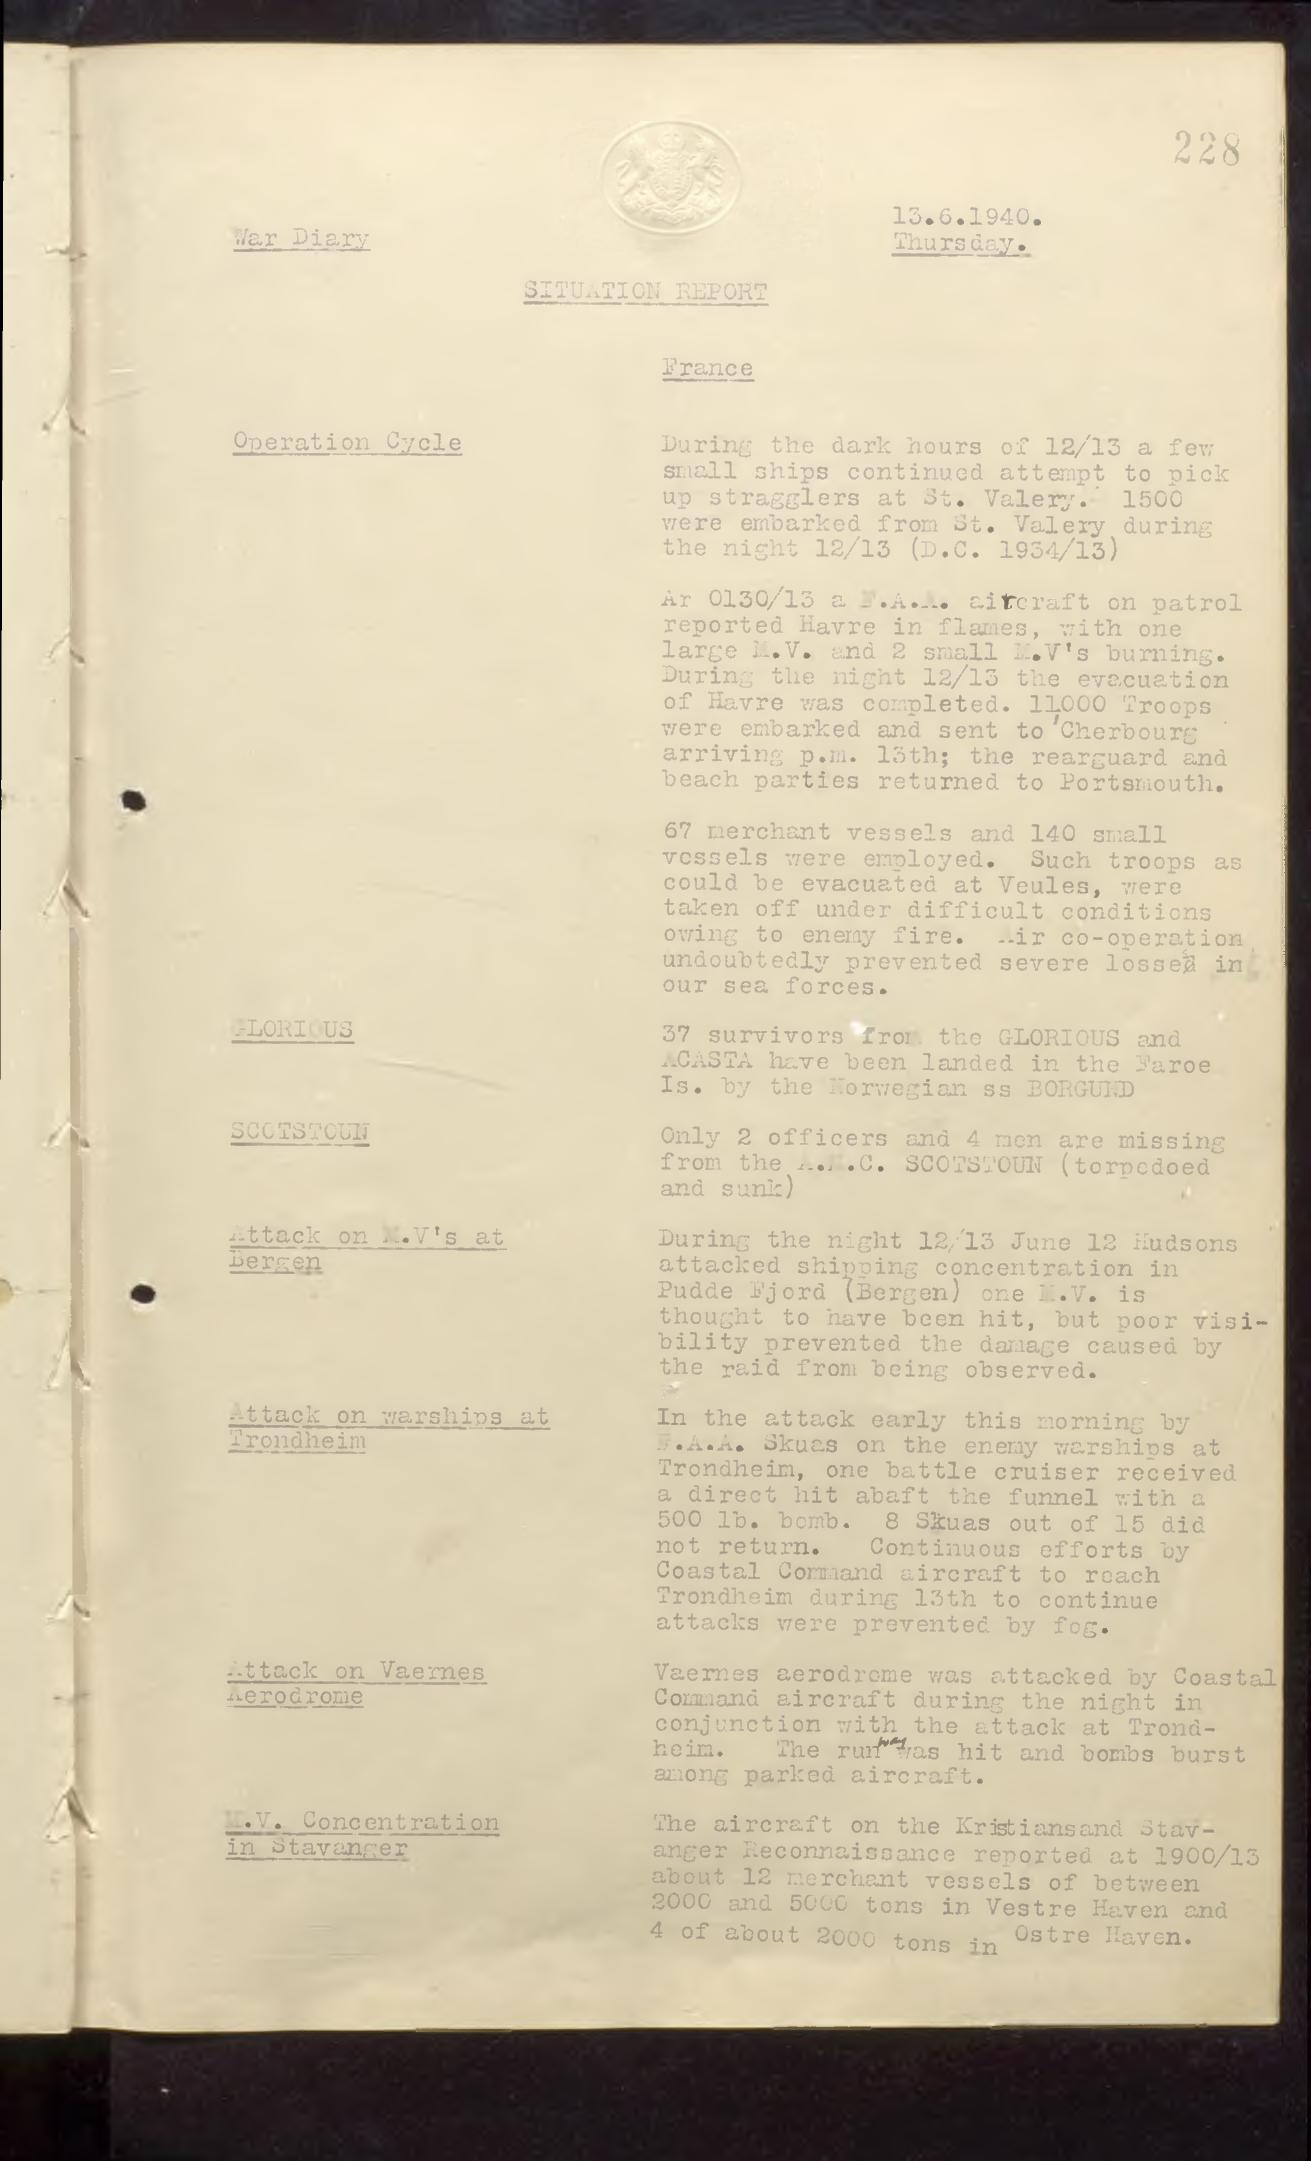 228
13.6.1940.
War Diary
Thursday.
SITUATION REPORT
France
Operation Cycle
During the dark hours of 12/13 a few
small ships continued attempt to pick
up stragglers at St. Valery. 1500
were embarked from St. Valery during
the night 12/13 (D.C. 1934/13)
Ar 0130/13 a F.A.A. aircraft on patrol
reported Havre in flames, with one
large M.V. and 2 small M.V's burning.
During the night 12/13 the evacuation
of Havre was completed. 11,000 Troops
were embarked and sent to Cherbourg
arriving p.m. 13th; the rearguard and
beach parties returned to Portsmouth.
67 merchant vessels and 140 small
vessels were employed. Such troops as
could be evacuated at Veules, were
taken off under difficult conditions
owing to enemy fire. Air co-operation
undoubtedly prevented severe losses in
our sea forces.
GLORIOUS
37 survivors from the GLORIOUS and
ACASTA have been landed in the Faroe
Is. by the Norwegian ss BORGUND
SCOTSTOUN
Only 2 officers and 4 men are missing
from the A.M.C. SCOTSTOUN (torpedoed
and sunk)
Attack on M.V's at
Bergen
During the night 12/13 June 12 Hudsons
attacked shipping concentration in
Pudde Fjord (Bergen) one M.V. is
thought to have been hit, but poor visi-
bility prevented the damage caused by
the raid from being observed.
Attack on warships at
Trondheim
In the attack early this morning by
F.A.A. Skuas on the enemy warships at
Trondheim, one battle cruiser received
a direct hit abaft the funnel with a
500 lb. bomb. 8 Skuas out of 15 did
not return. Continuous efforts by
Coastal Command aircraft to reach
Trondheim during 13th to continue
attacks were prevented by fog.
Attack on Vaernes
Aerodrome
Vaernes aerodrome was attacked by Coastal
Command aircraft during the night in
conjunction with the attack at Trond-
heim. The runway was hit and bombs burst
among parked aircraft.
M.V. Concentration
in Stavanger
The aircraft on the Kristiansand Stav-
anger Reconnaissance reported at 1900/13
about 12 merchant vessels of between
2000 and 5000 tons in Vestre Haven and
4 of about 2000 tons in Ostre Haven.